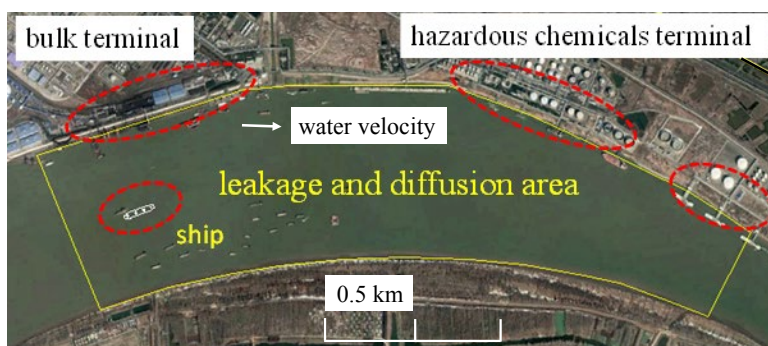 bulk terminal
hazardous chemicals terminal
water velocity
leakage and diffusion area
ship
0.5 km